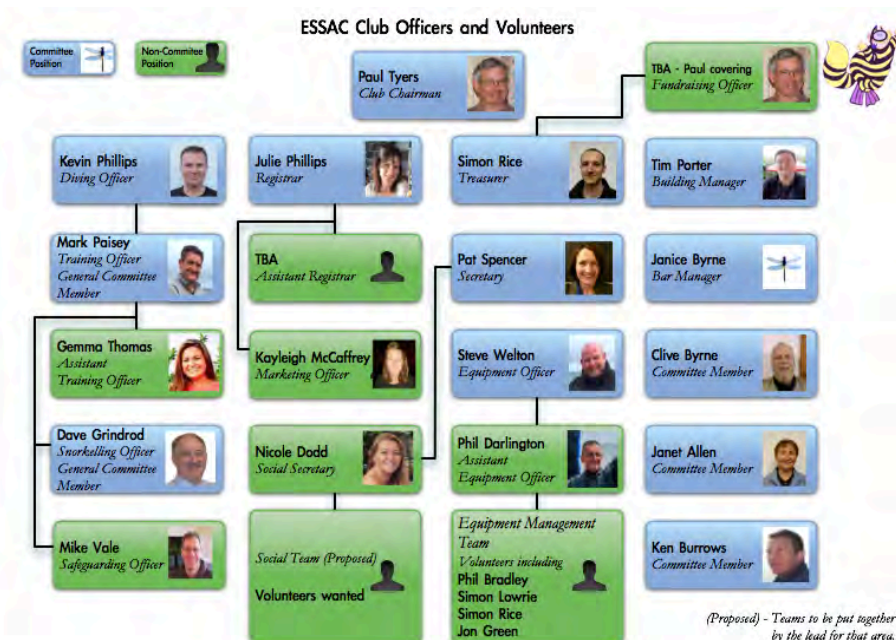 ESSAC Club Officers and Volunteers
Committee
Position
Non-Commitee
Position
Paul Tyers
Club Chairman
TBA - Paul covering
Fundraising Officer
Kevin Phillips
Diving Officer
Julie Phillips
Registrar
Simon Rice
Treasurer
Tim Porter
Building Manager
Mark Paisey
Training Officer
General Committee
Member
TBA
Assistant Registrar
Pat Spencer
Secretary
Janice Byrne
Bar Manager
Gemma Thomas
Assistant
Training Officer
Kayleigh McCaffrey
Marketing Officer
Steve Welton
Equipment Officer
Clive Byrne
Committee Member
Dave Grindrod
Snorkelling Officer
General Committee
Member
Nicole Dodd
Social Secretary
Phil Darlington
Assistant
Equipment Officer
Janet Allen
Committee Member
Mike Vale
Safeguarding Officer
Social Team (Proposed)
Volunteers wanted
Equipment Management
Team
Volunteers including
Phil Bradley
Simon Lowrie
Simon Rice
Jon Green
Ken Burrows
Committee Member
(Proposed) - Teams to be put together
by the lead for that area